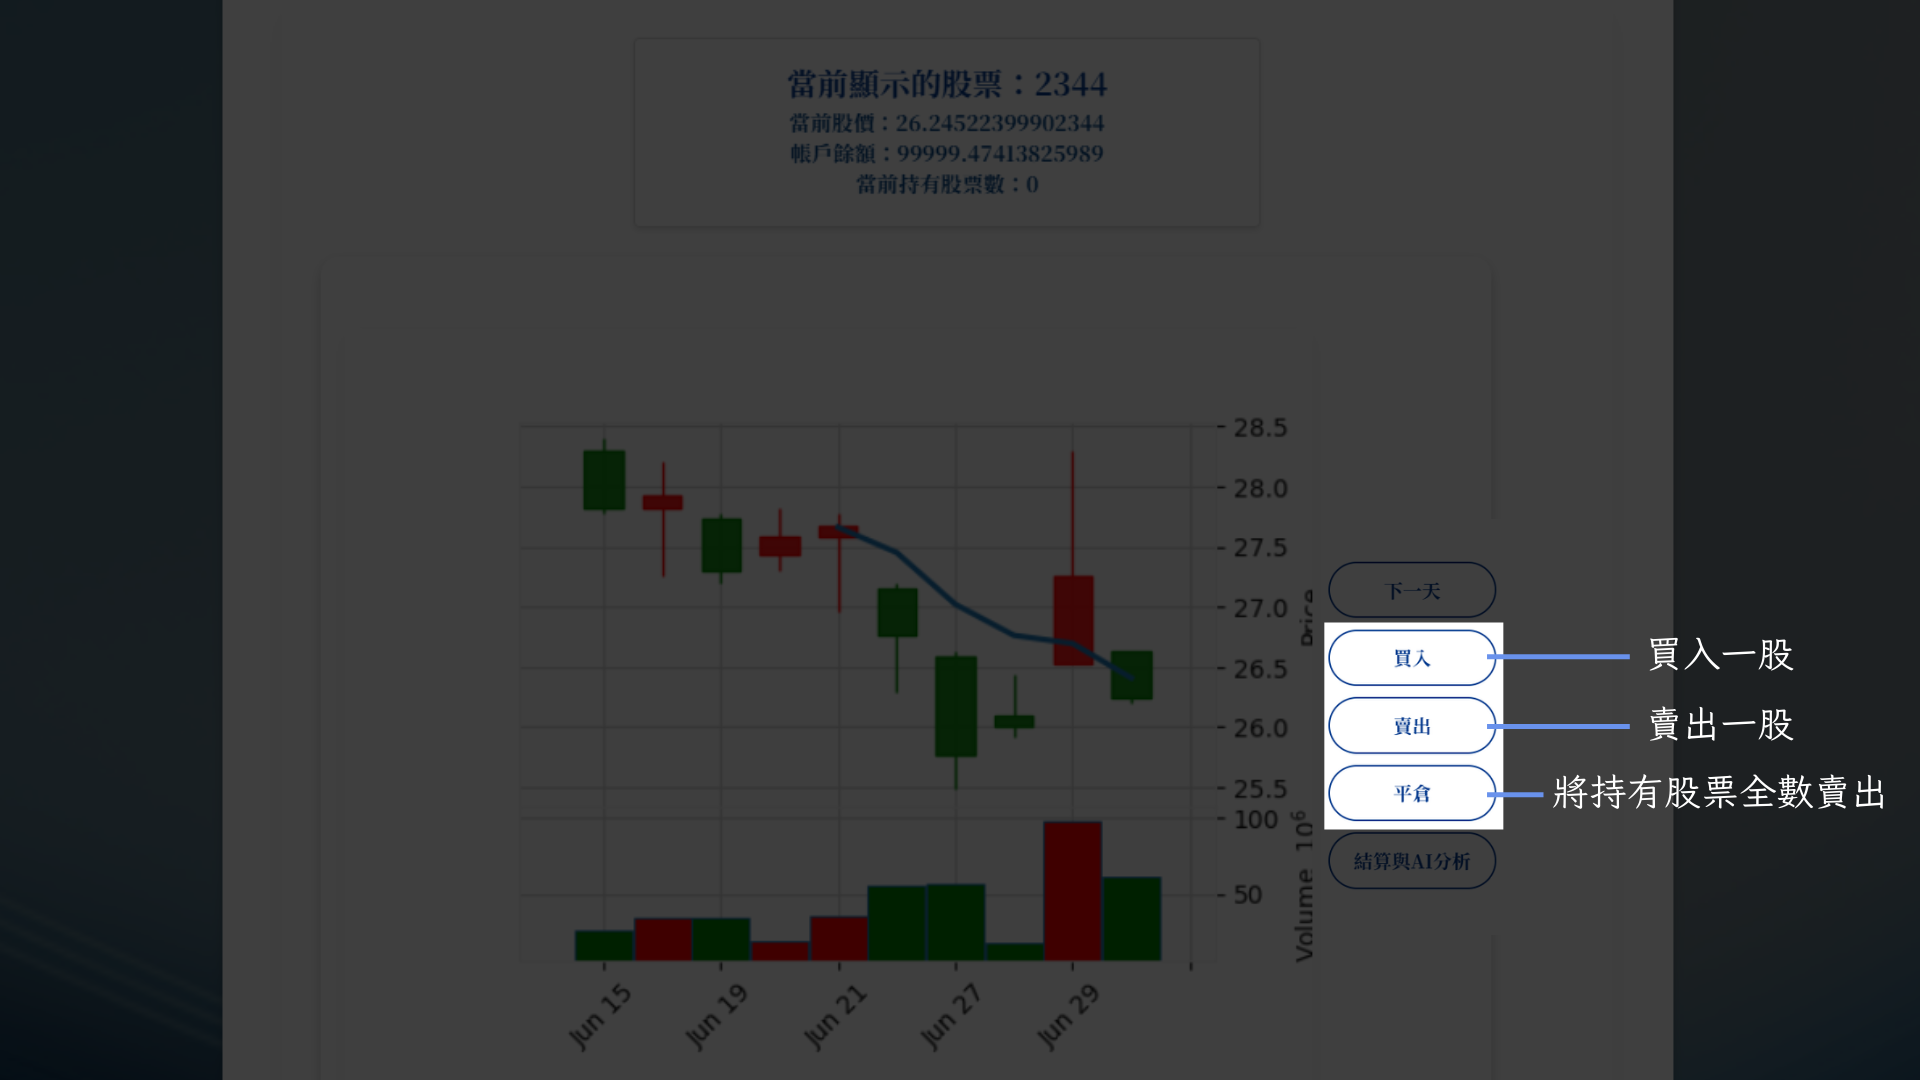 當前顯示的股票：2344
當前股價：26.24522399902344
帳戶餘額：99999.47413825989
當前持有股票數：0
28.5
28.0
27.5
27.0
26.5
26.0
25.5
Price
100
50
Volume 10⁶
Jun 15
Jun 19
Jun 21
Jun 27
Jun 29
下一天
買入
買入一股
賣出
賣出一股
平倉
將持有股票全數賣出
結算與AI分析